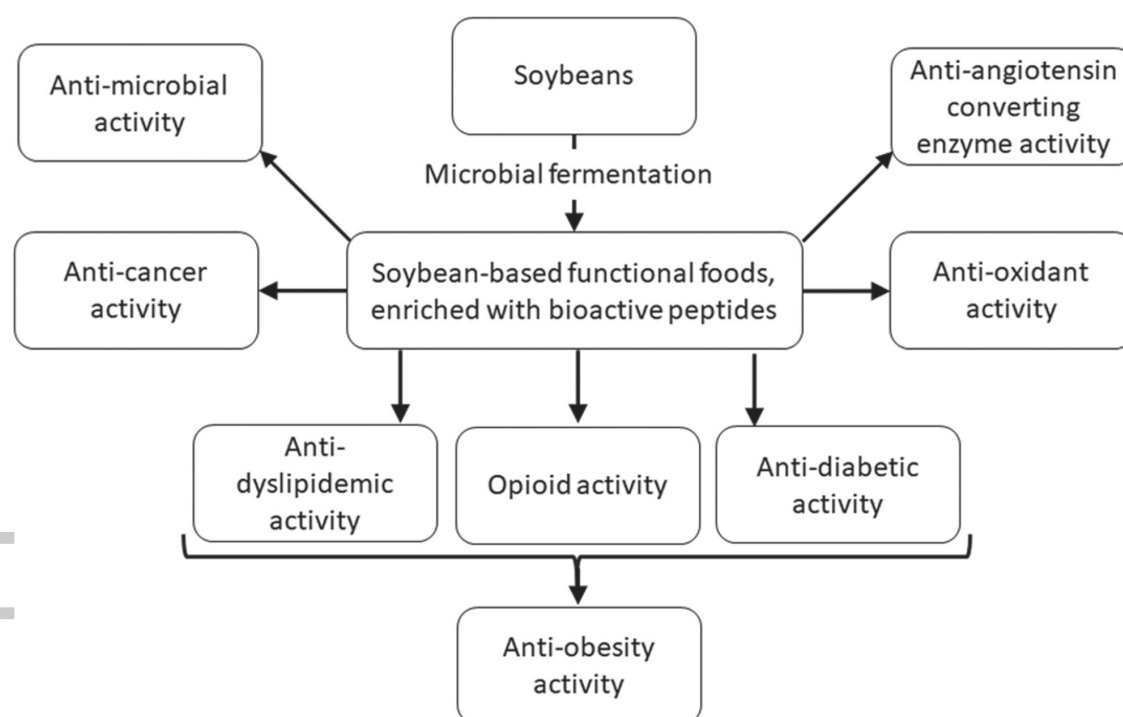 Soybeans
Anti-microbial
activity
Anti-angiotensin
converting
enzyme activity
Microbial fermentation
Soybean-based functional foods,
enriched with bioactive peptides
Anti-cancer
activity
Anti-oxidant
activity
Anti-
dyslipidemic
activity
Opioid activity
Anti-diabetic
activity
Anti-obesity
activity